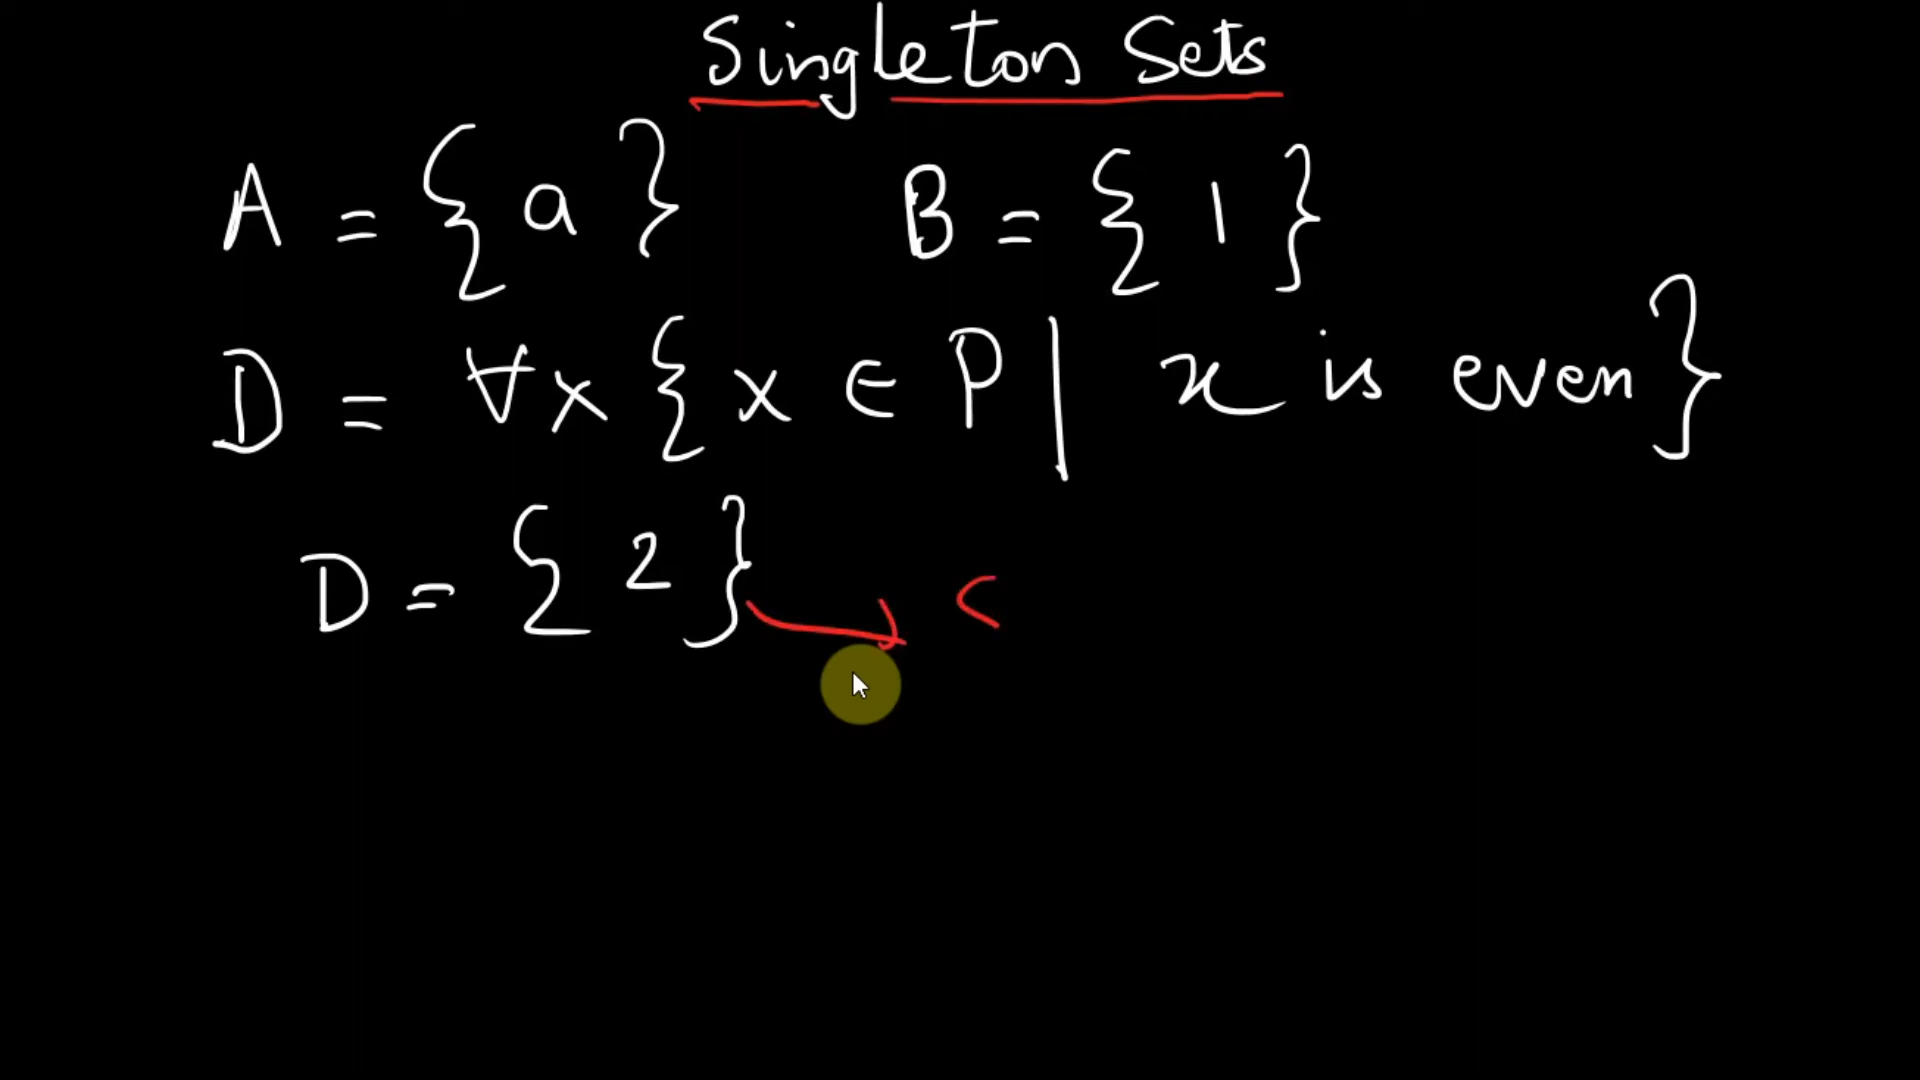 Singleton Sets
A = { a } B = { 1 }
D = ∀x { x ∈ P | x is even }
D = { 2 } → c